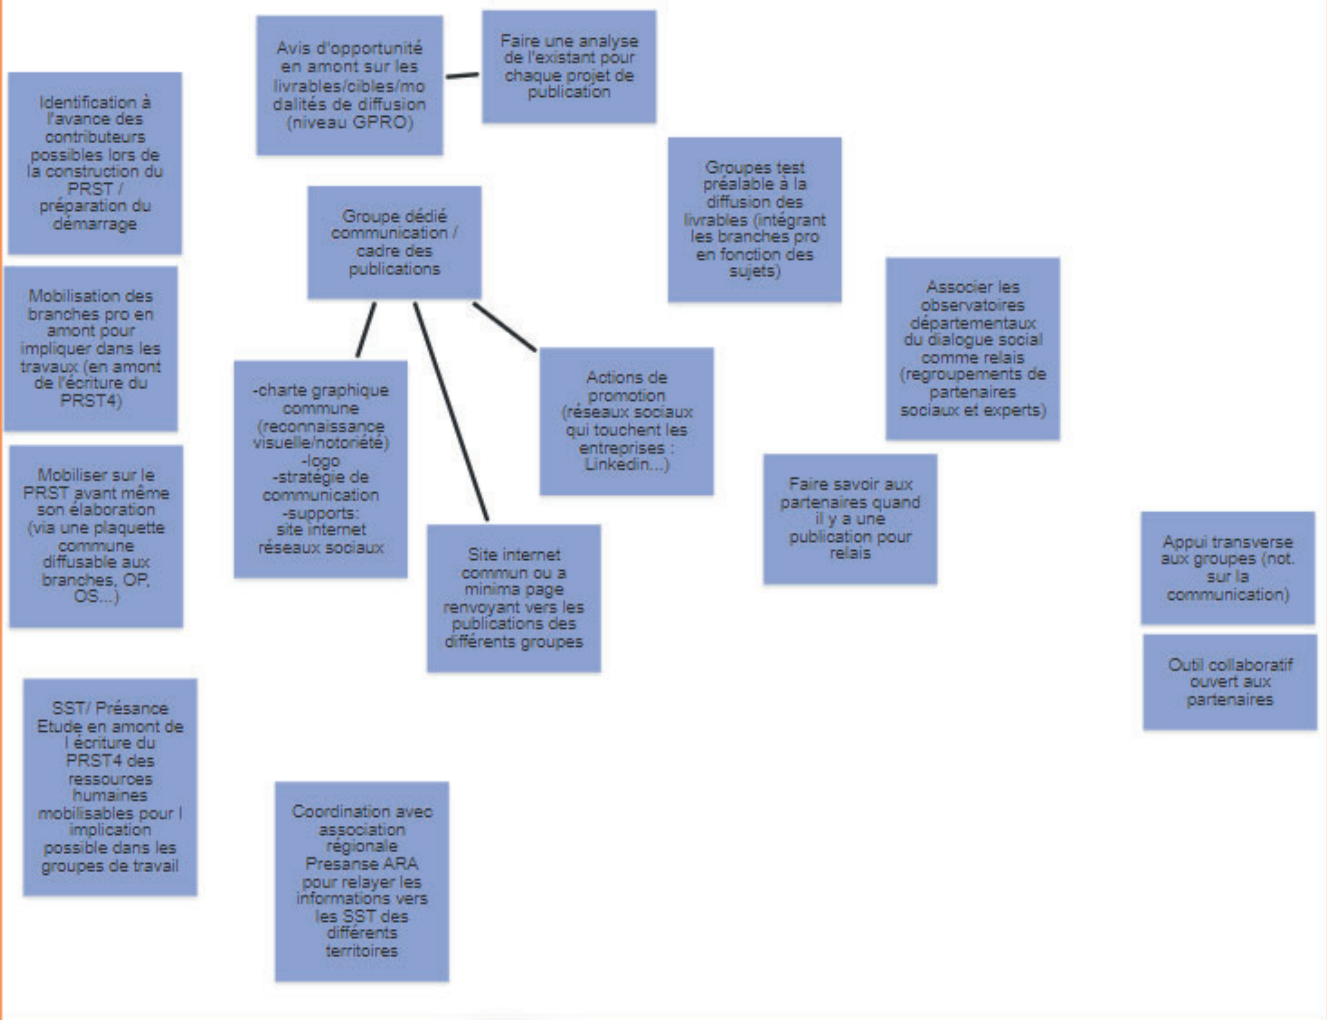 Avis d'opportunité
en amont sur les
livrables/cibles/mo
dalités de diffusion
(niveau GPRO)
Faire une analyse
de l'existant pour
chaque projet de
publication
Identification à
l'avance des
contributeurs
possibles lors de
la construction du
PRST /
préparation du
démarrage
Groupes test
préalable à la
diffusion des
livrables (intégrant
les branches pro
en fonction des
sujets)
Groupe dédié
communication /
cadre des
publications
Mobilisation des
branches pro en
amont pour
impliquer dans les
travaux (en amont
de l'écriture du
PRST4)
Associer les
observatoires
départementaux
du dialogue social
comme relais
(regroupements de
partenaires
sociaux et experts)
-charte graphique
commune
(reconnaissance
visuelle/notoriété)
-logo
-stratégie de
communication
-supports:
site internet
réseaux sociaux
Actions de
promotion
(réseaux sociaux
qui touchent les
entreprises :
Linkedin...)
Mobiliser sur le
PRST avant même
son élaboration
(via une plaquette
commune
diffusable aux
branches, OP,
OS...)
Faire savoir aux
partenaires quand
il y a une
publication pour
relais
Site internet
commun ou a
minima page
renvoyant vers les
publications des
différents groupes
Appui transverse
aux groupes (not.
sur la
communication)
Outil collaboratif
ouvert aux
partenaires
SST/ Présance
Etude en amont de
l écriture du
PRST4 des
ressources
humaines
mobilisables pour l
implication
possible dans les
groupes de travail
Coordination avec
association
régionale
Presanse ARA
pour relayer les
informations vers
les SST des
différents
territoires